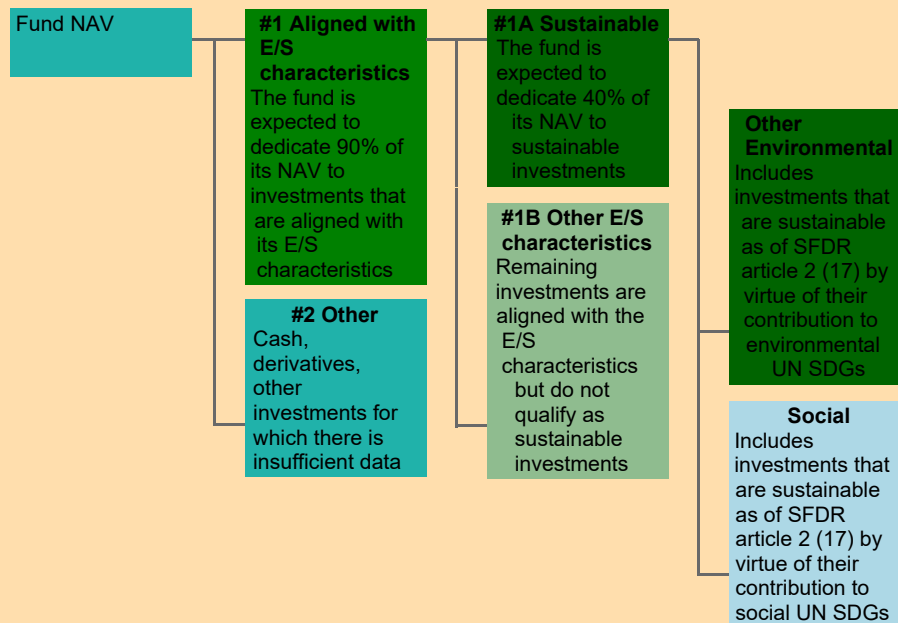 Fund NAV
#1 Aligned with
E/S
characteristics
The fund is
expected to
dedicate 90% of
its NAV to
investments that
are aligned with
its E/S
characteristics
#2 Other
Cash,
derivatives,
other
investments for
which there is
insufficient data
#1A Sustainable
The fund is
expected to
dedicate 40% of
its NAV to
sustainable
investments
#1B Other E/S
characteristics
Remaining
investments are
aligned with the
E/S
characteristics
but do not
qualify as
sustainable
investments
Other
Environmental
Includes
investments that
are sustainable
as of SFDR
article 2 (17) by
virtue of their
contribution to
environmental
UN SDGs
Social
Includes
investments that
are sustainable
as of SFDR
article 2 (17) by
virtue of their
contribution to
social UN SDGs